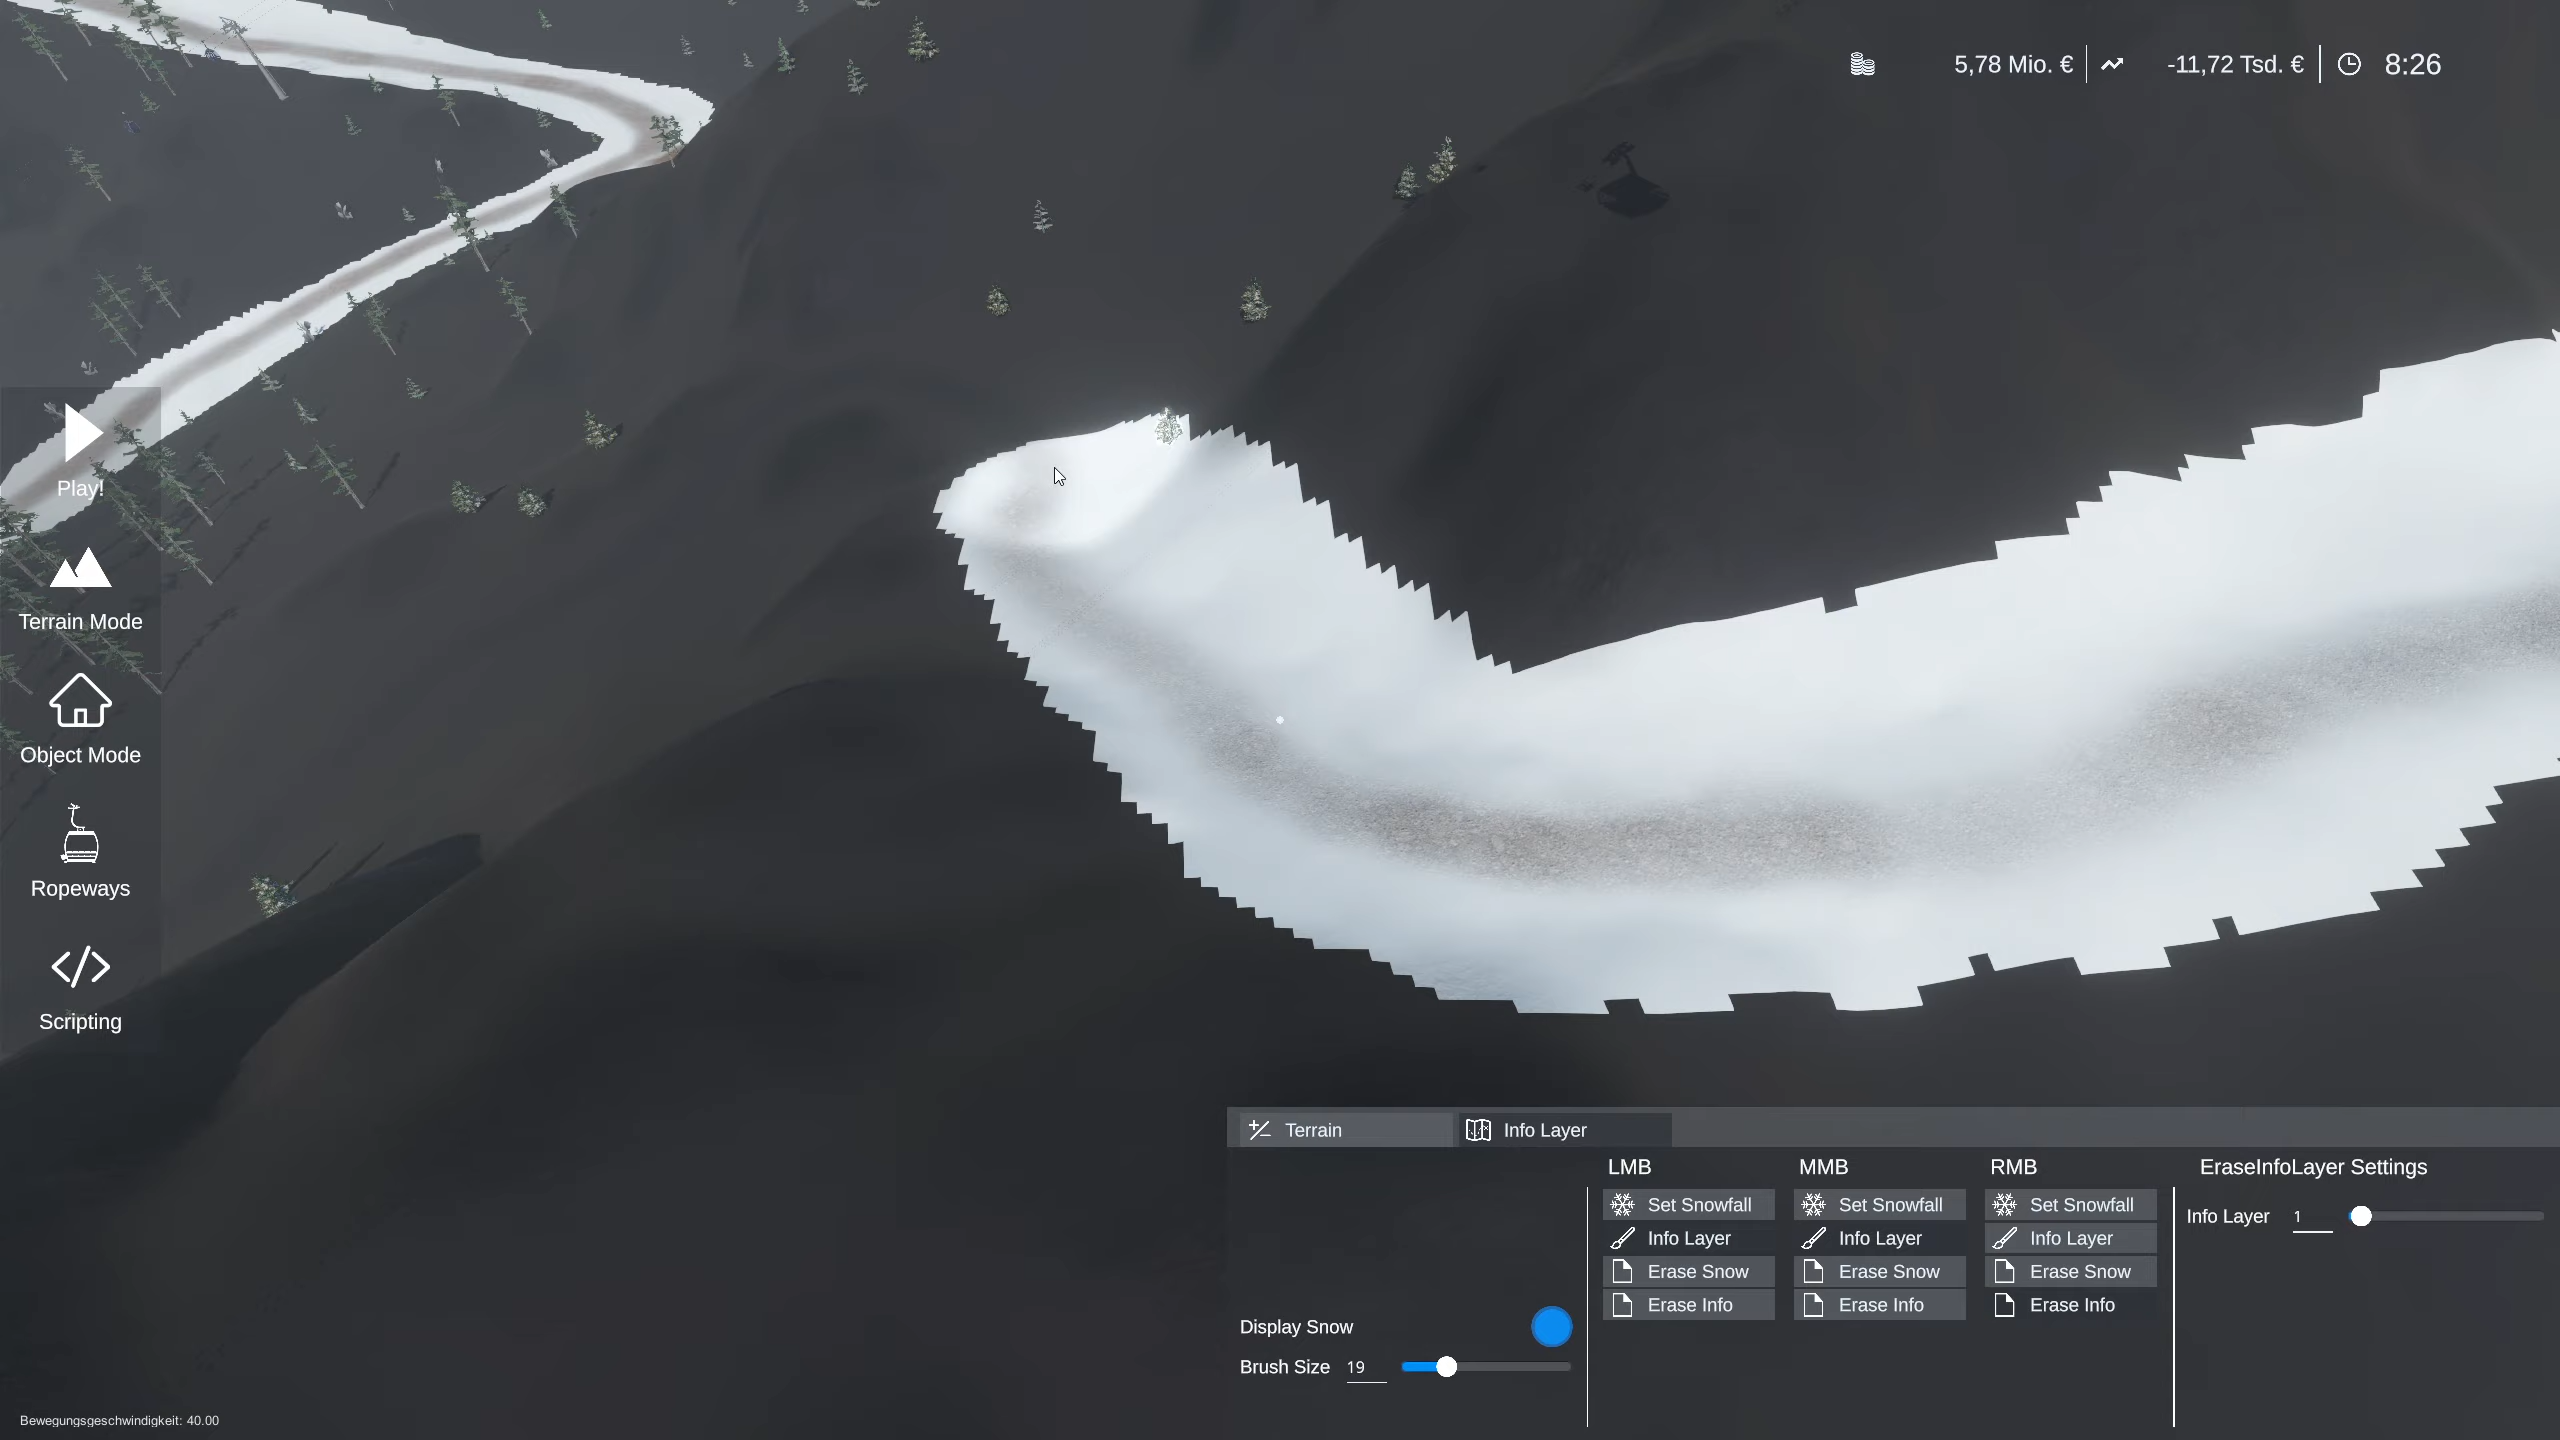 5,78 Mio. € -11,72 Tsd. € 8:26
Play!
Terrain Mode
Object Mode
Ropeways
Scripting
Terrain Info Layer
LMB MMB RMB EraseInfoLayer Settings
Set Snowfall Set Snowfall Set Snowfall
Info Layer 1
Info Layer Info Layer Info Layer
Erase Snow Erase Snow Erase Snow
Erase Info Erase Info Erase Info
Display Snow
Brush Size 19
Bewegungsgeschwindigkeit: 40.00